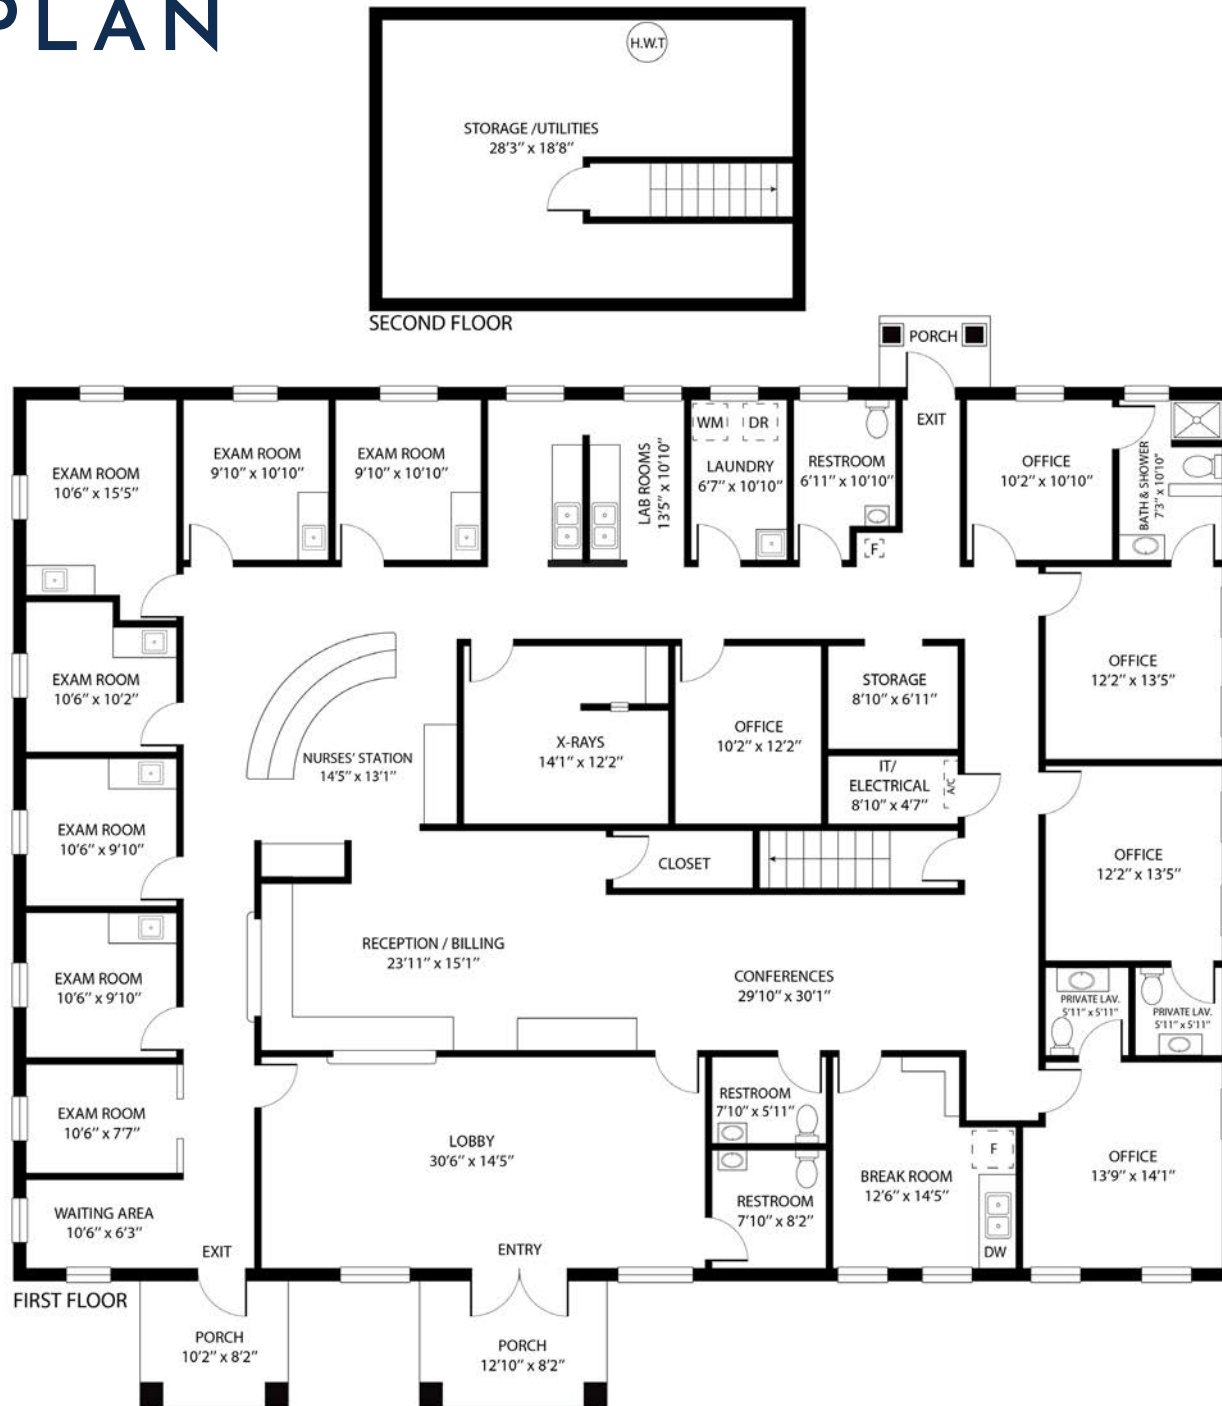 PLAN
H.W.T
STORAGE /UTILITIES
28'3" x 18'8"
SECOND FLOOR
PORCH
EXIT
EXAM ROOM
10'6" x 15'5"
EXAM ROOM
9'10" x 10'10"
EXAM ROOM
9'10" x 10'10"
LAB ROOMS
13'5" x 10'10"
WM
DR
LAUNDRY
6'7" x 10'10"
RESTROOM
6'11" x 10'10"
F
OFFICE
10'2" x 10'10"
BATH & SHOWER
7'3" x 10'10"
EXAM ROOM
10'6" x 10'2"
NURSES' STATION
14'5" x 13'1"
X-RAYS
14'1" x 12'2"
OFFICE
10'2" x 12'2"
STORAGE
8'10" x 6'11"
IT/
ELECTRICAL
8'10" x 4'7"
A/C
OFFICE
12'2" x 13'5"
EXAM ROOM
10'6" x 9'10"
CLOSET
OFFICE
12'2" x 13'5"
EXAM ROOM
10'6" x 9'10"
RECEPTION / BILLING
23'11" x 15'1"
CONFERENCES
29'10" x 30'1"
PRIVATE LAV.
5'11" x 5'11"
PRIVATE LAV.
5'11" x 5'11"
EXAM ROOM
10'6" x 7'7"
LOBBY
30'6" x 14'5"
RESTROOM
7'10" x 5'11"
RESTROOM
7'10" x 8'2"
BREAK ROOM
12'6" x 14'5"
F
DW
OFFICE
13'9" x 14'1"
WAITING AREA
10'6" x 6'3"
EXIT
ENTRY
FIRST FLOOR
PORCH
10'2" x 8'2"
PORCH
12'10" x 8'2"